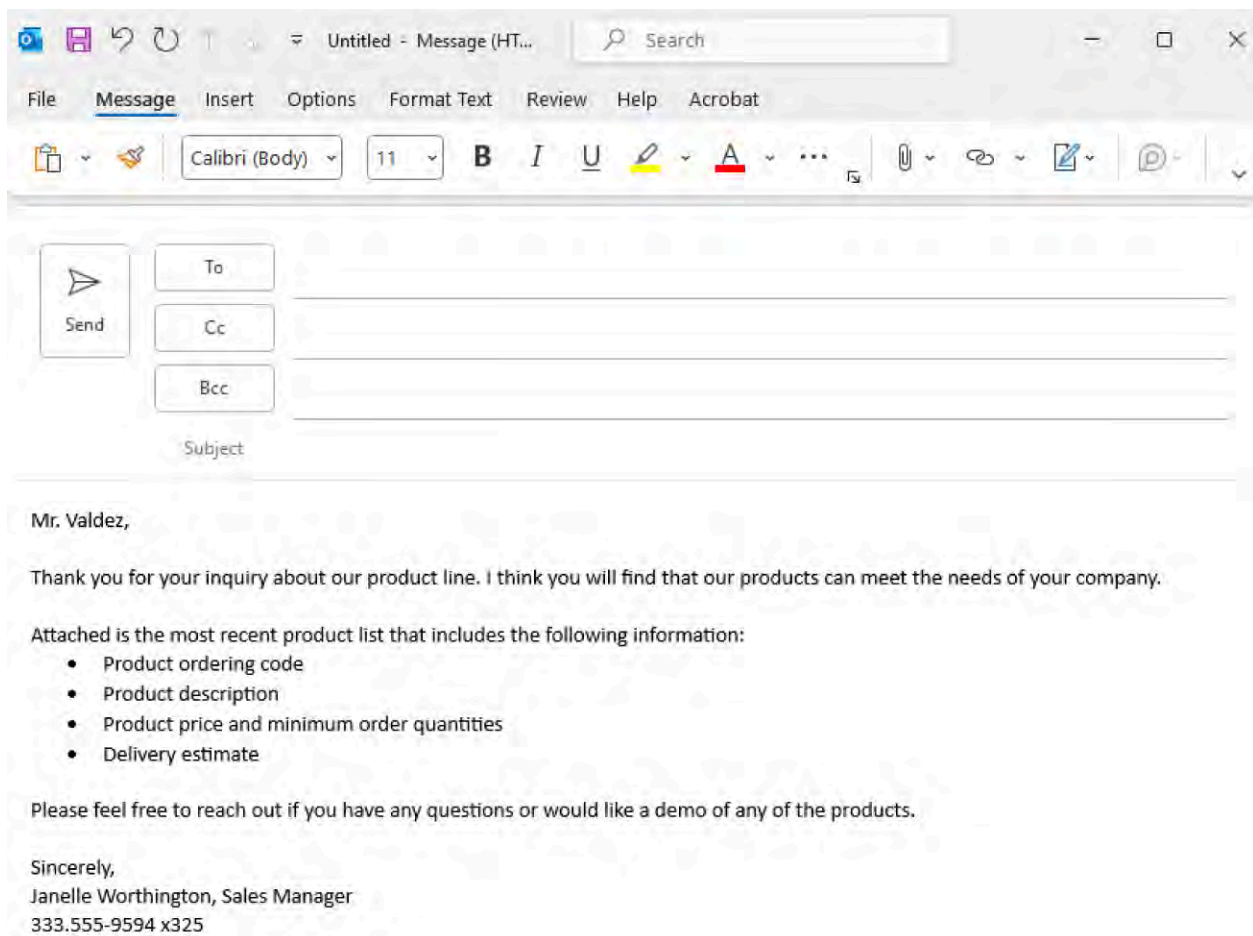 Untitled - Message (HT...
Search
File Message Insert Options Format Text Review Help Acrobat
Calibri (Body) 11 B I U A ...
To
Send
Cc
Bcc
Subject
Mr. Valdez,
Thank you for your inquiry about our product line. I think you will find that our products can meet the needs of your company.
Attached is the most recent product list that includes the following information:
• Product ordering code
• Product description
• Product price and minimum order quantities
• Delivery estimate
Please feel free to reach out if you have any questions or would like a demo of any of the products.
Sincerely,
Janelle Worthington, Sales Manager
333.555-9594 x325